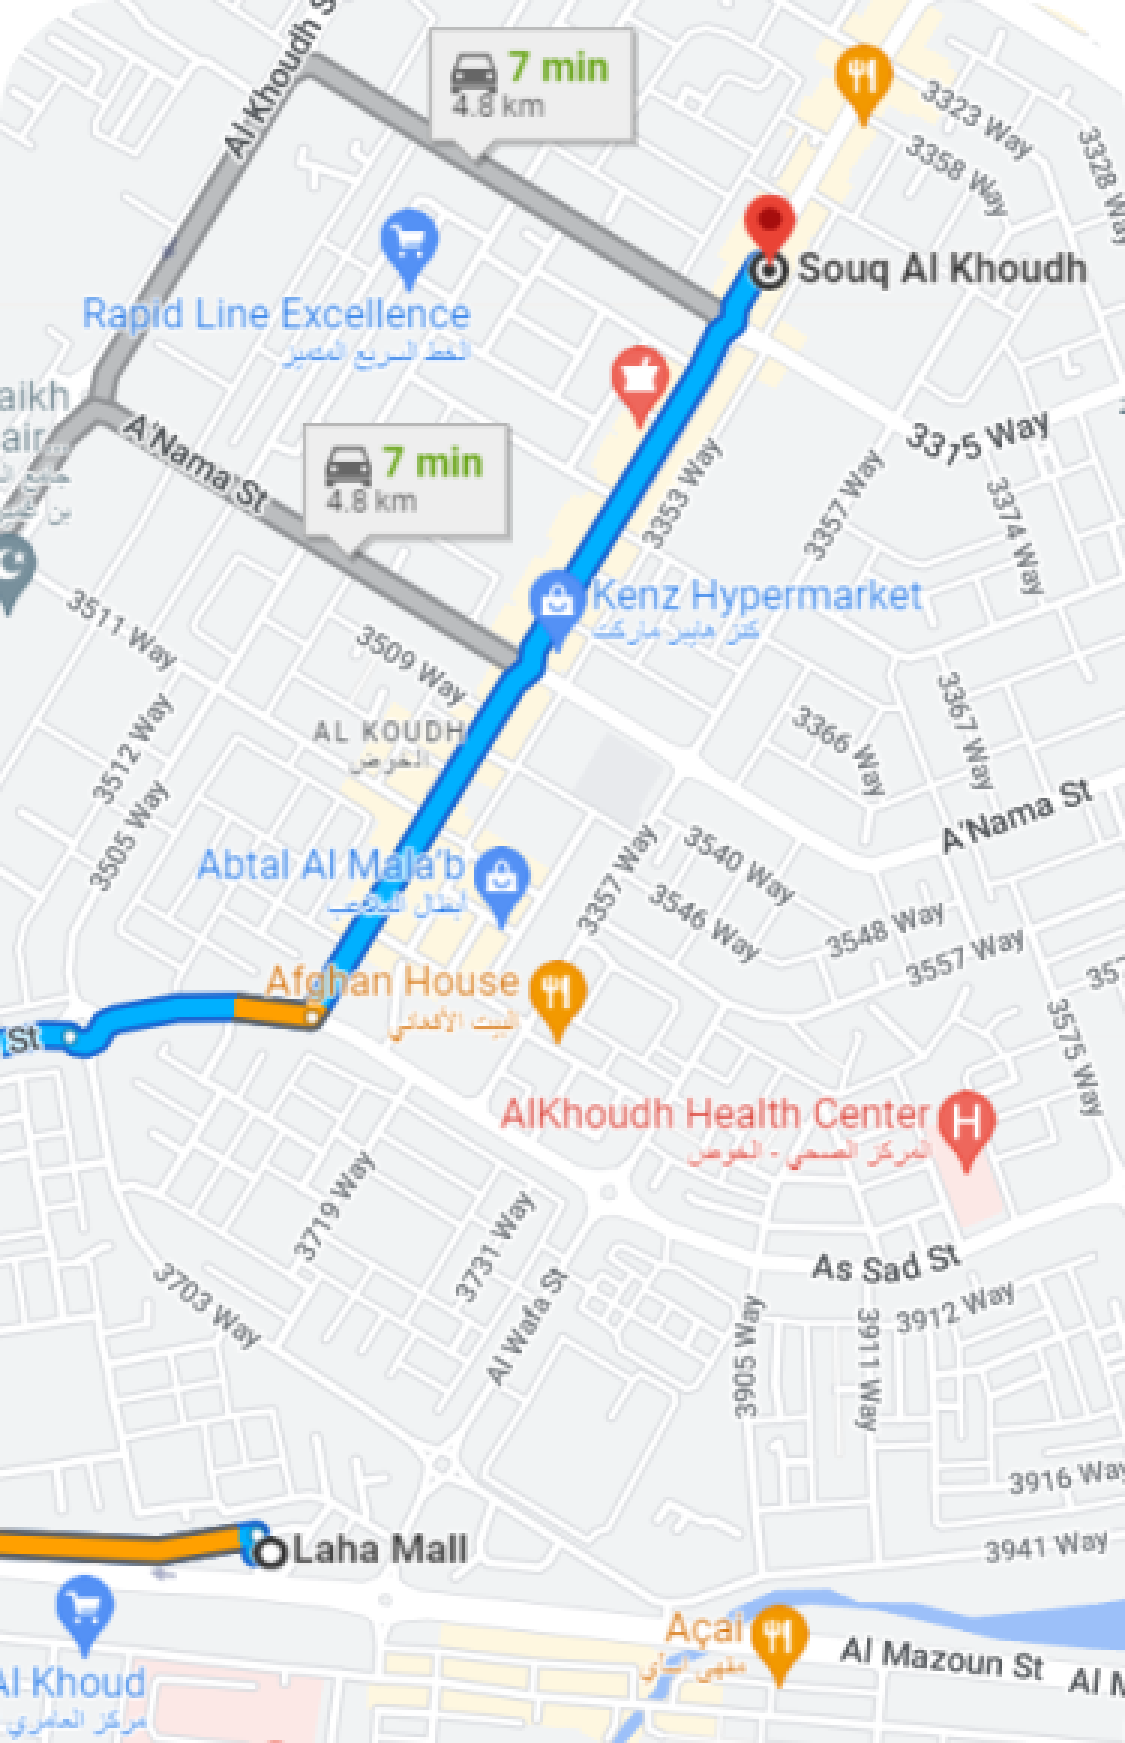 Al Khoudh S
7 min
4.8 km
3323 Way
3358 Way
3328 Way
Souq Al Khoudh
Rapid Line Excellence
الخط السريع المتميز
aikh
air...
A'Nama St
7 min
4.8 km
3375 Way
3353 Way
3357 Way
3374 Way
Kenz Hypermarket
كنز هايبر ماركت
3511 Way
3509 Way
3512 Way
AL KOUDH
الخوض
3367 Way
3366 Way
3505 Way
A'Nama St
Abtal Al Mala'b
أبطال الملاعب
3357 Way
3540 Way
3546 Way
3548 Way
3557 Way
357
Afghan House
البيت الأفغاني
St
3575 Way
AlKhoudh Health Center
المركز الصحي - الخوض
3719 Way
3731 Way
As Sad St
3703 Way
Al Wafa St
3905 Way
3911 Way
3912 Way
3916 Way
3941 Way
Laha Mall
Açai
مقهى اساي
Al Mazoun St
Al M
Al Khoud
مركز العامري